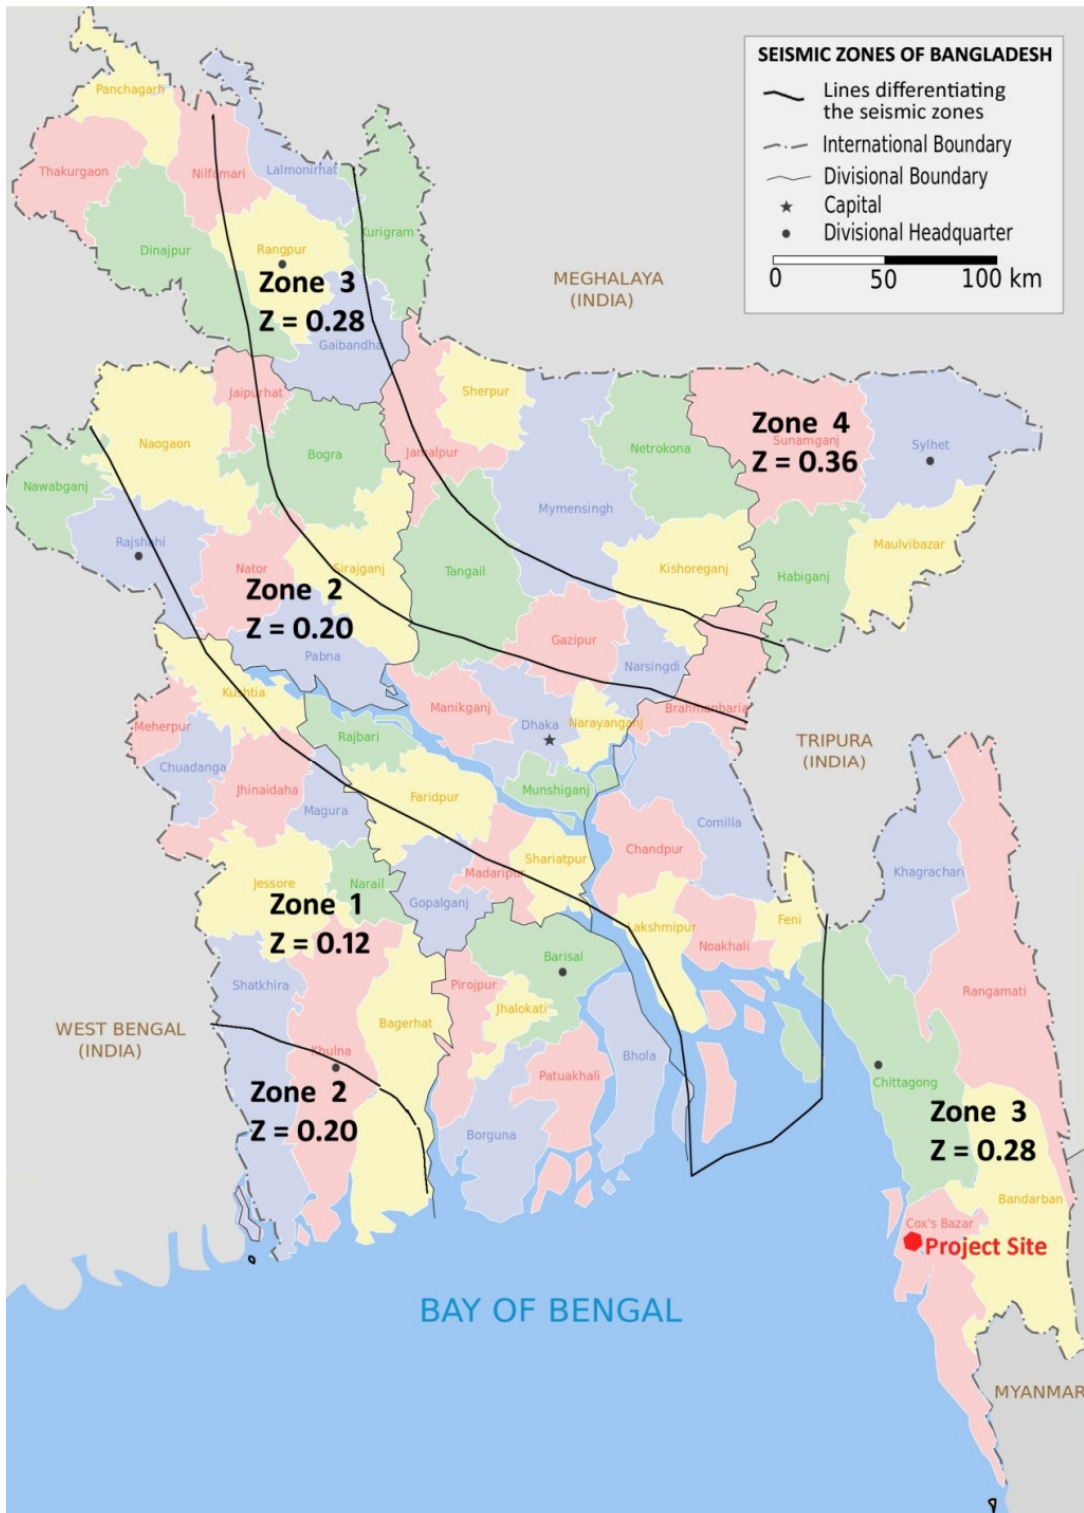 SEISMIC ZONES OF BANGLADESH
Lines differentiating
the seismic zones
International Boundary
Divisional Boundary
Capital
Divisional Headquarter
0 50 100 km
Panchagarh
Thakurgaon
Nilfamari
Lalmonirhat
Kurigram
Dinajpur
Rangpur
Zone 3
Z = 0.28
MEGHALAYA
(INDIA)
Gaibandha
Jaipurhat
Sherpur
Zone 4
Sunamganj
Z = 0.36
Sylhet
Naogaon
Bogra
Jamalpur
Netrokona
Nawabganj
Mymensingh
Rajshahi
Maulvibazar
Nator
Sirajganj
Tangail
Kishoreganj
Habiganj
Zone 2
Z = 0.20
Pabna
Gazipur
Narsingdi
Kushtia
Meherpur
Manikganj
Dhaka
Narayanganj
Brahmanbaria
Rajbari
TRIPURA
(INDIA)
Chuadanga
Jhinaidaha
Magura
Faridpur
Munshiganj
Comilla
Shariatpur
Chandpur
Khagrachari
Madaripur
Jessore
Narail
Gopalganj
Zone 1
Z = 0.12
Feni
Lakshmipur
Noakhali
Barisal
Shatkhira
Pirojpur
Rangamati
Jhalokati
Bagerhat
WEST BENGAL
(INDIA)
Khulna
Bhola
Patuakhali
Chittagong
Zone 2
Z = 0.20
Borguna
Zone 3
Z = 0.28
Bandarban
Cox's Bazar
Project Site
BAY OF BENGAL
MYANMAR